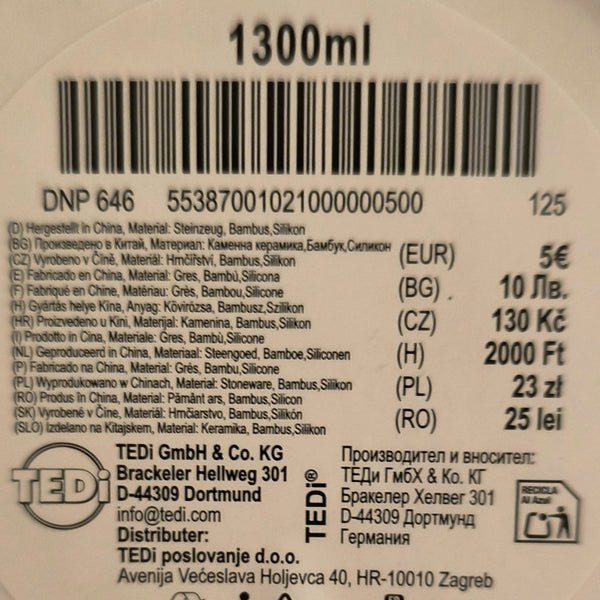 1300ml
DNP 646 55387001021000000500 125
(D) Hergestellt in China, Material: Steinzeug, Bambus,Silikon
(BG) Произведено в Китай, Материал: Каменна керамика,Бамбук,Силикон
(CZ) Vyrobeno v Číně, Materiál: Hrnčířství, Bambus,Silikon
(E) Fabricado en China, Material: Gres, Bambú,Silicona
(F) Fabriqué en Chine, Matériau: Grès, Bambou,Silicone
(H) Gyártás helye Kína, Anyag: Kövirózsa, Bambusz,Szilikon
(HR) Proizvedeno u Kini, Materijal: Kamenina, Bambus,Silikon
(I) Prodotto in Cina, Materiale: Gres, Bambù,Silicone
(NL) Geproduceerd in China, Materiaal: Steengoed, Bamboe,Siliconen
(P) Fabricado na China, Material: Grés, Bambu,Silicone
(PL) Wyprodukowano w Chinach, Materiał: Stoneware, Bambus,Silikon
(RO) Produs în China, Material: Pământ ars, Bambus, Silicon
(SK) Vyrobené v Číne, Materiál: Hrnčiarstvo, Bambus, Silikón
(SLO) Izdelano na Kitajskem, Material: Keramika, Bambus, Silikon
(EUR) 5€
(BG) 10 Лв.
(CZ) 130 Kč
(H) 2000 Ft
(PL) 23 zł
(RO) 25 lei
TEDi
TEDi GmbH & Co. KG
Brackeler Hellweg 301
D-44309 Dortmund
info@tedi.com
Distributer:
TEDi poslovanje d.o.o.
Avenija Većeslava Holjevca 40, HR-10010 Zagreb
TEDi®
Производител и вносител:
ТЕДи ГмбХ & Ко. КГ
Бракелер Хелвег 301
D-44309 Дортмунд
Германия
RECICLA
Al Azul